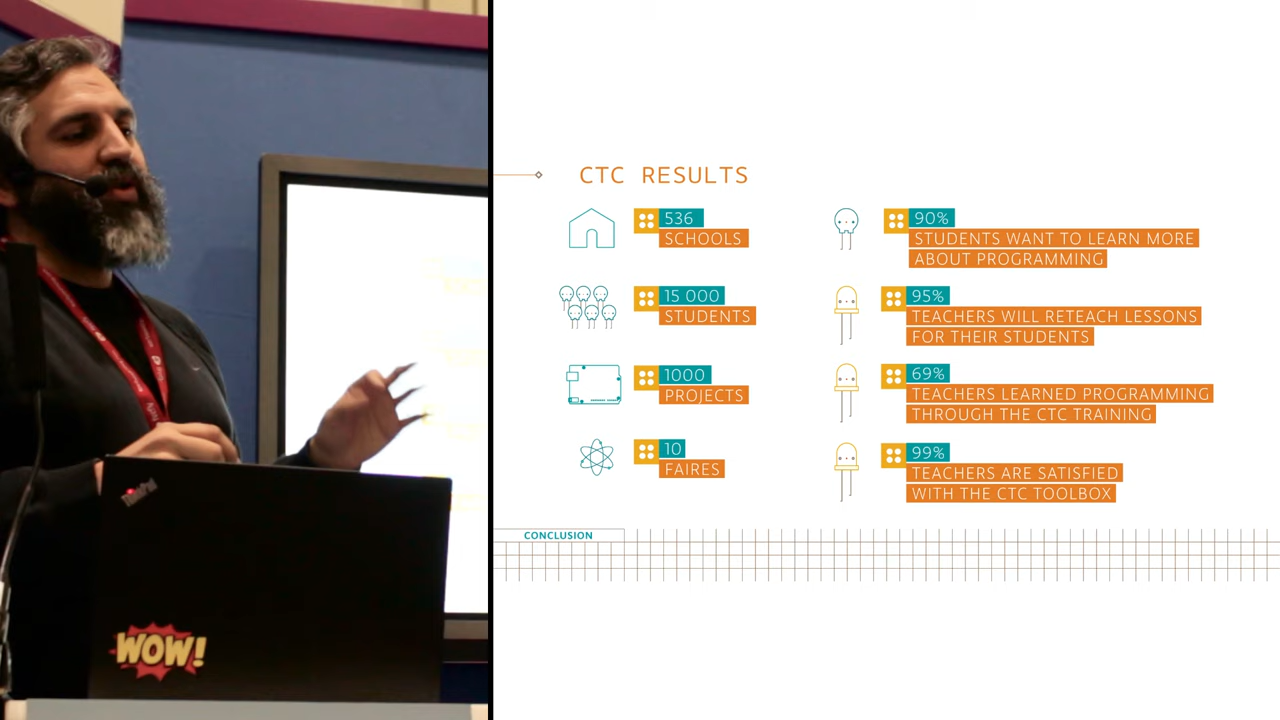 CTC RESULTS
536
SCHOOLS
15 000
STUDENTS
1000
PROJECTS
10
FAIRES
90%
STUDENTS WANT TO LEARN MORE
ABOUT PROGRAMMING
95%
TEACHERS WILL RETEACH LESSONS
FOR THEIR STUDENTS
69%
TEACHERS LEARNED PROGRAMMING
THROUGH THE CTC TRAINING
99%
TEACHERS ARE SATISFIED
WITH THE CTC TOOLBOX
CONCLUSION
ThinkPad
WOW!